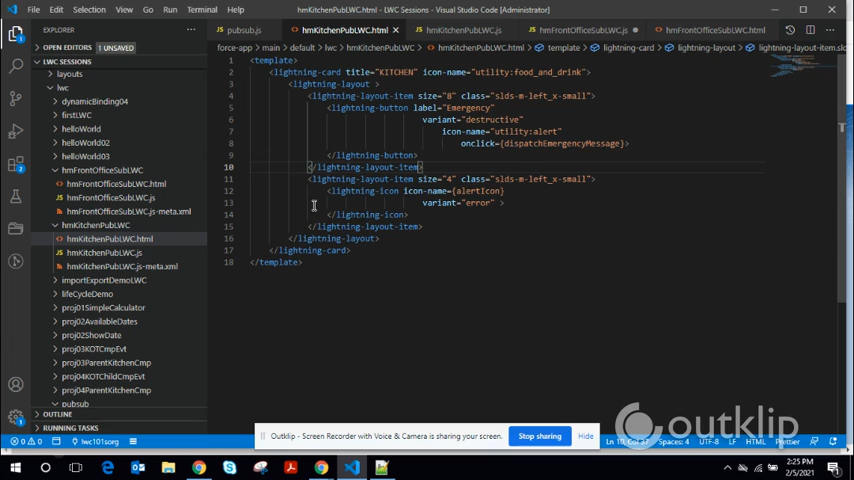 File Edit Selection View Go Run Terminal Help hmKitchenPubLWC.html - LWC Sessions - Visual Studio Code [Administrator]
EXPLORER ···
pubsub.js hmKitchenPubLWC.html hmKitchenPubLWC.js hmFrontOfficeSubLWC.js hmFrontOfficeSubLWC.html
force-app > main > default > lwc > hmKitchenPubLWC > hmKitchenPubLWC.html > template > lightning-card > lightning-layout > lightning-layout-item.slds-m-left_x-small
OPEN EDITORS 1 UNSAVED
LWC SESSIONS
layouts
lwc
dynamicBinding04
firstLWC
helloWorld
helloWorld02
helloWorld03
hmFrontOfficeSubLWC
hmFrontOfficeSubLWC.html
hmFrontOfficeSubLWC.js
hmFrontOfficeSubLWC.js-meta.xml
hmKitchenPubLWC
hmKitchenPubLWC.html
hmKitchenPubLWC.js
hmKitchenPubLWC.js-meta.xml
importExportDemoLWC
lifeCycleDemo
proj01SimpleCalculator
proj02AvailableDates
proj02ShowDate
proj03KOTCmpEvt
proj03ParentKitchenCmp
proj04KOTChildCmp
proj04ParentKitchenCmp
pubsub
OUTLINE
RUNNING TASKS
1 <template>
2 <lightning-card title="KITCHEN" icon-name="utility:food_and_drink">
3 <lightning-layout >
4 <lightning-layout-item size="8" class="slds-m-left_x-small">
5 <lightning-button label="Emergency"
6 variant="destructive"
7 icon-name="utility:alert"
8 onclick={dispatchEmergencyMessage}>
9 </lightning-button>
10 </lightning-layout-item>
11 <lightning-layout-item size="4" class="slds-m-left_x-small">
12 <lightning-icon icon-name={alertIcon}
13 variant="error" >
14 </lightning-icon>
15 </lightning-layout-item>
16 </lightning-layout>
17 </lightning-card>
18 </template>
outklip
Outklip - Screen Recorder with Voice & Camera is sharing your screen. Stop sharing Hide
0 0 lwc101sorg Ln 10, Col 37 Spaces: 4 UTF-8 LF HTML Prettier
2:25 PM
2/5/2021